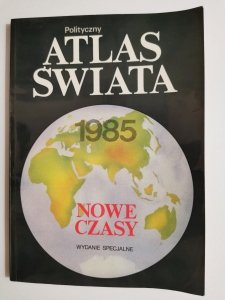 Polityczny
ATLAS
ŚWIATA
1985
NOWE
CZASY
WYDANIE SPECJALNE